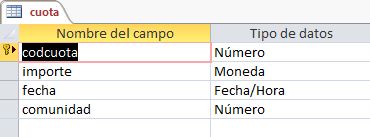 cuota
Nombre del campo Tipo de datos
codcuota Número
importe Moneda
fecha Fecha/Hora
comunidad Número